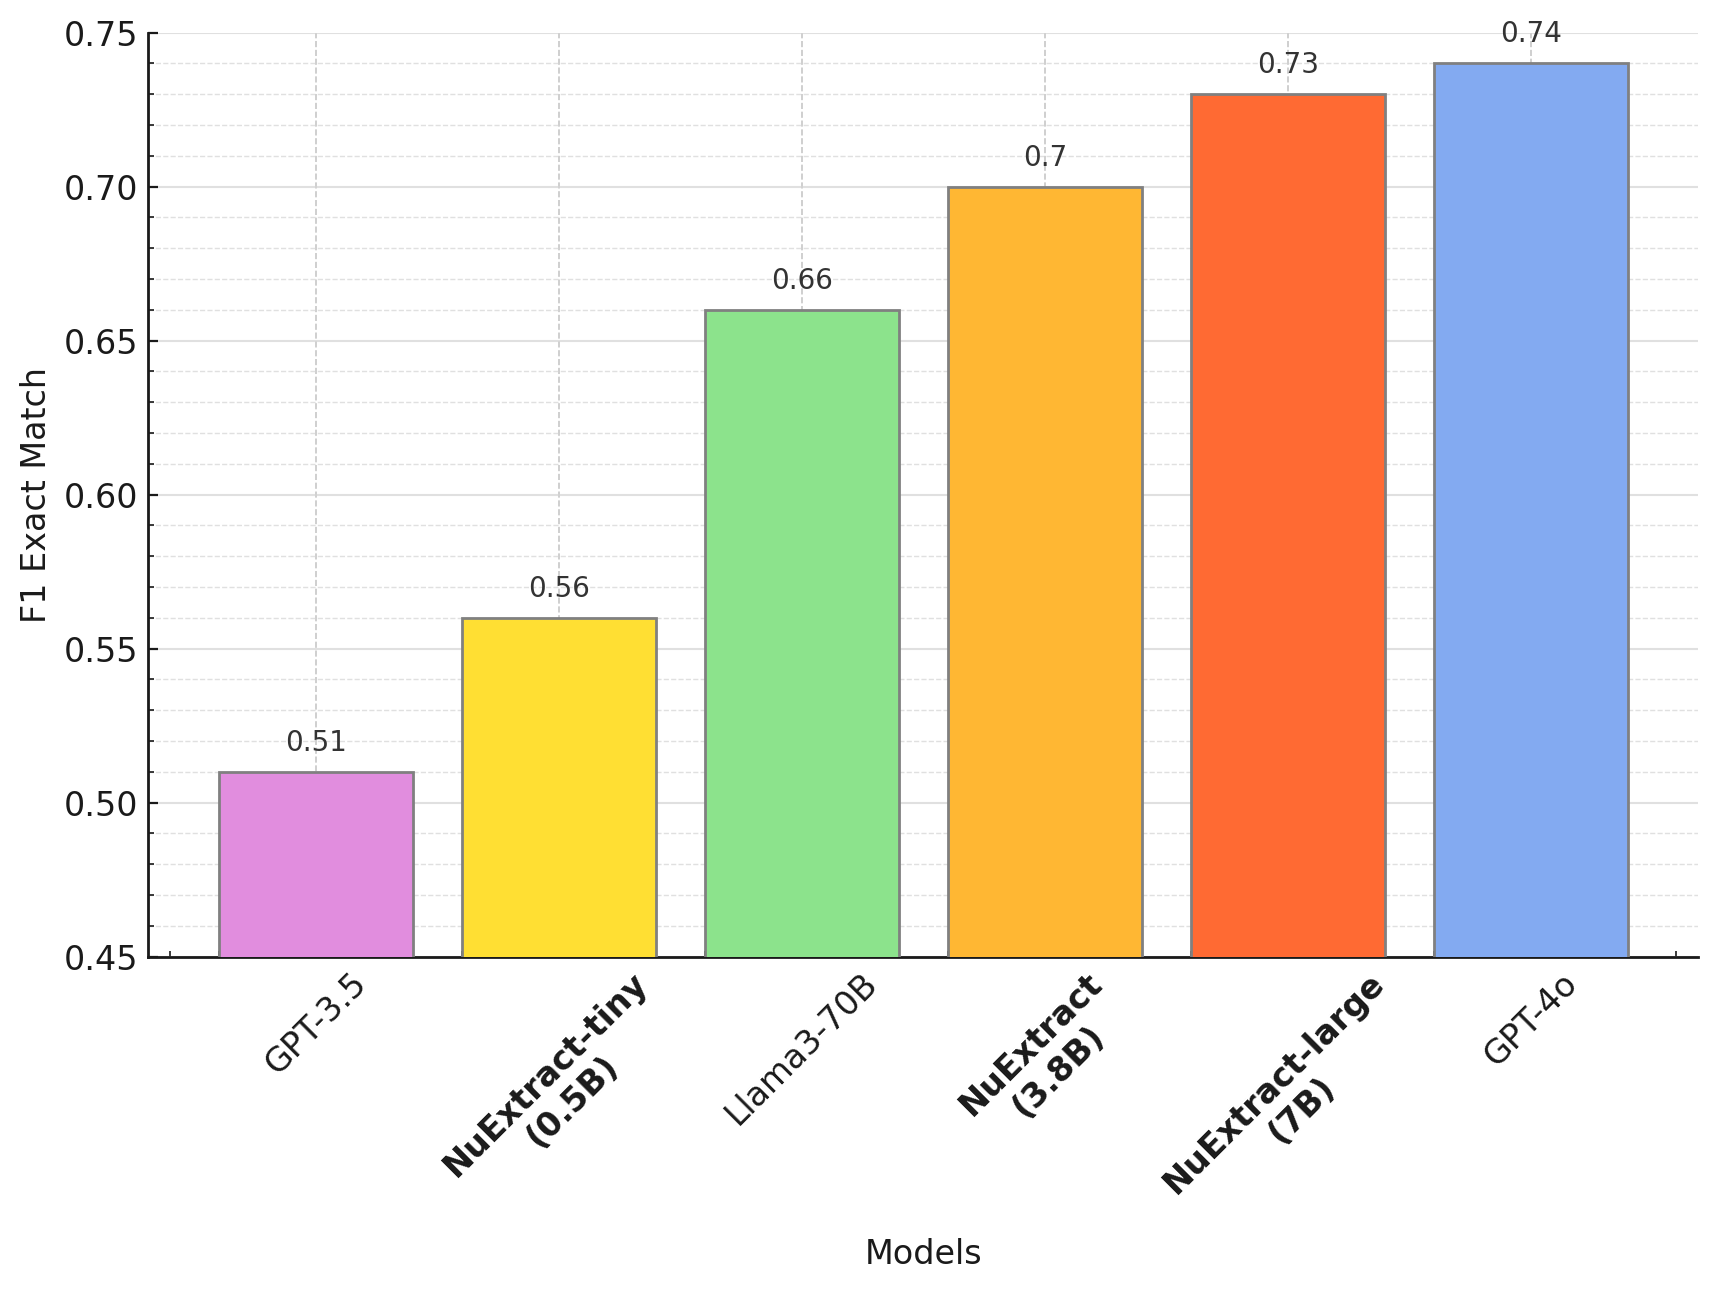 0.75
0.70
0.65
0.60
0.55
0.50
0.45
F1 Exact Match
0.51
0.56
0.66
0.7
0.73
0.74
GPT-3.5
NuExtract-tiny
(0.5B)
Llama3-70B
NuExtract
(3.8B)
NuExtract-large
(7B)
GPT-4o
Models